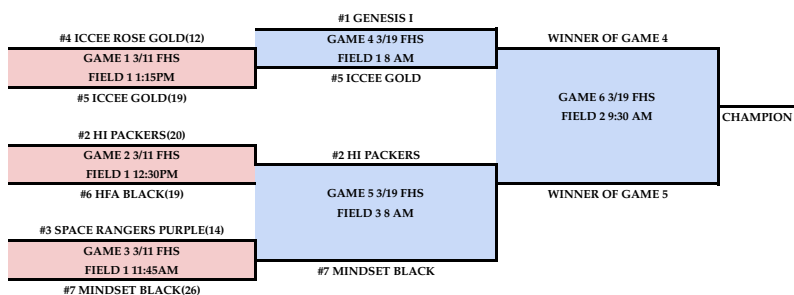 #4 ICCEE ROSE GOLD(12)
GAME 1 3/11 FHS
FIELD 1 1:15PM
#5 ICCEE GOLD(19)
#2 HI PACKERS(20)
GAME 2 3/11 FHS
FIELD 1 12:30PM
#6 HFA BLACK(19)
#3 SPACE RANGERS PURPLE(14)
GAME 3 3/11 FHS
FIELD 1 11:45AM
#7 MINDSET BLACK(26)
#1 GENESIS I
GAME 4 3/19 FHS
FIELD 1 8 AM
#5 ICCEE GOLD
#2 HI PACKERS
GAME 5 3/19 FHS
FIELD 3 8 AM
#7 MINDSET BLACK
WINNER OF GAME 4
GAME 6 3/19 FHS
FIELD 2 9:30 AM
WINNER OF GAME 5
CHAMPION